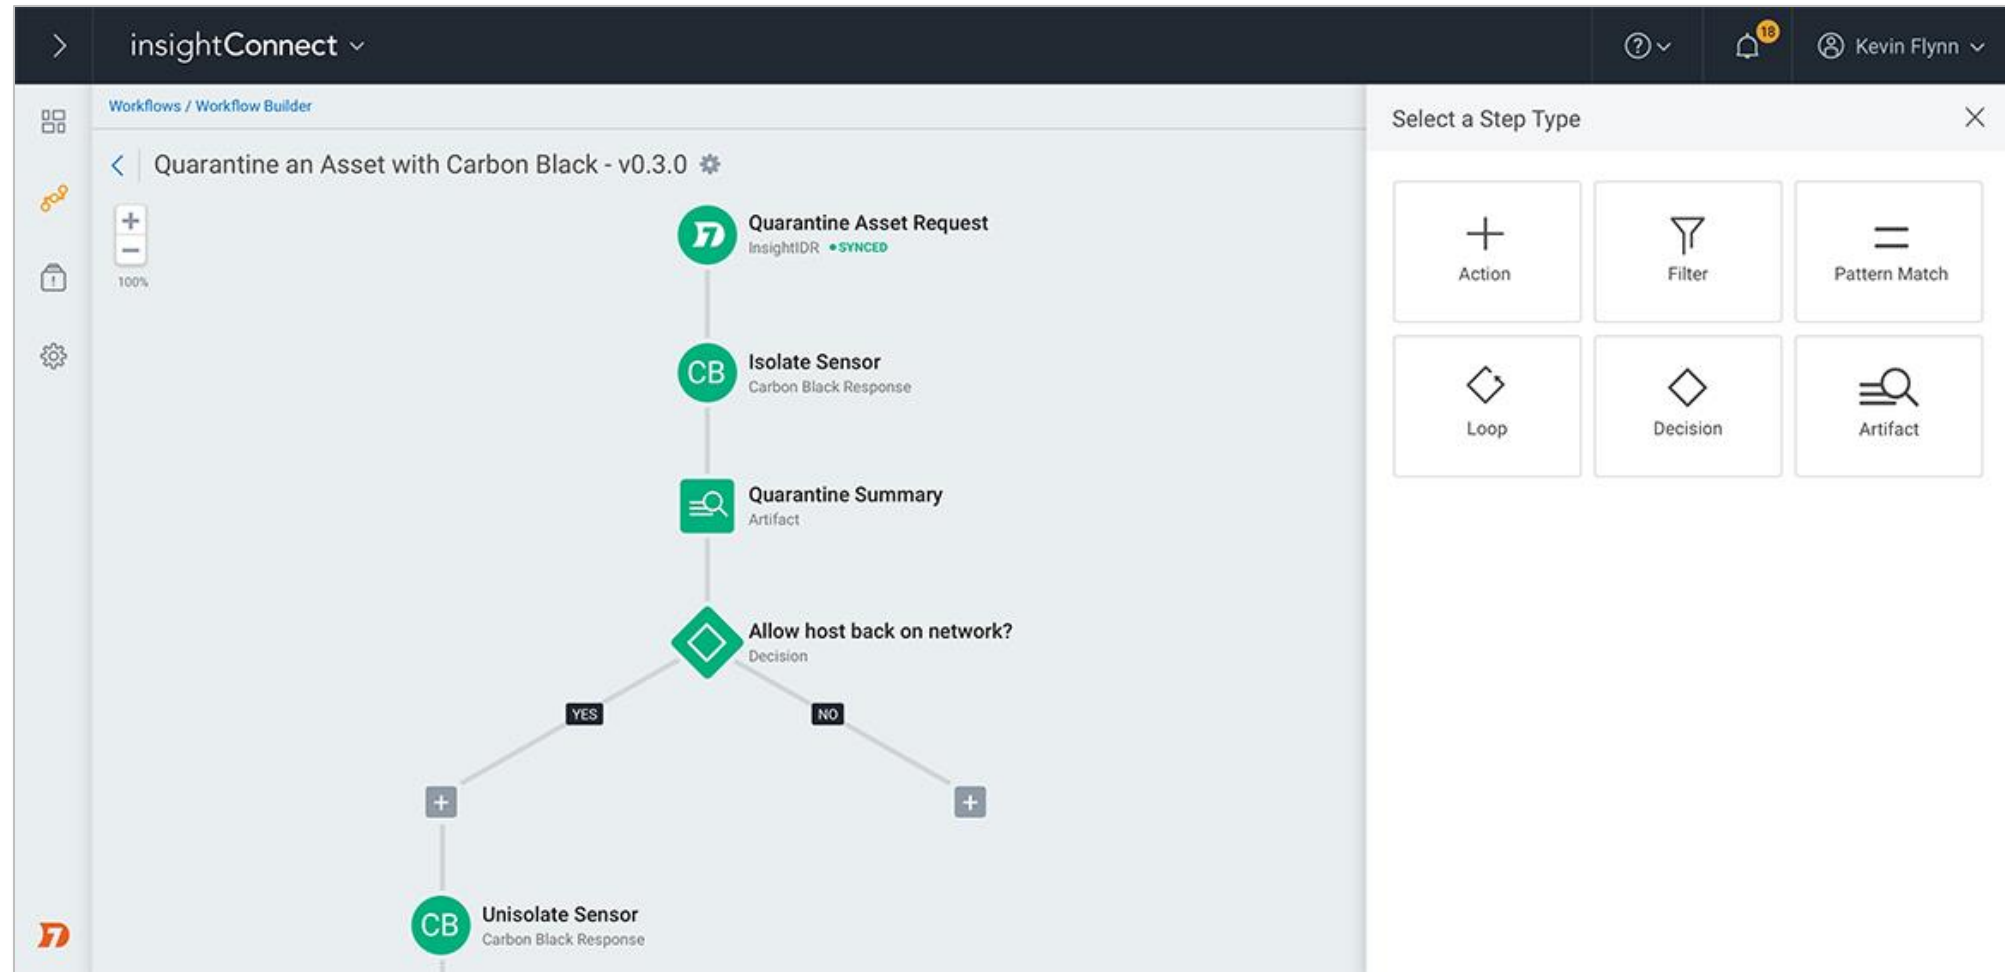 insightConnect
18
Kevin Flynn
Workflows / Workflow Builder
Quarantine an Asset with Carbon Black - v0.3.0
100%
Quarantine Asset Request
InsightIDR • SYNCED
CB
Isolate Sensor
Carbon Black Response
Quarantine Summary
Artifact
Allow host back on network?
Decision
YES
NO
CB
Unisolate Sensor
Carbon Black Response
Select a Step Type
Action
Filter
Pattern Match
Loop
Decision
Artifact